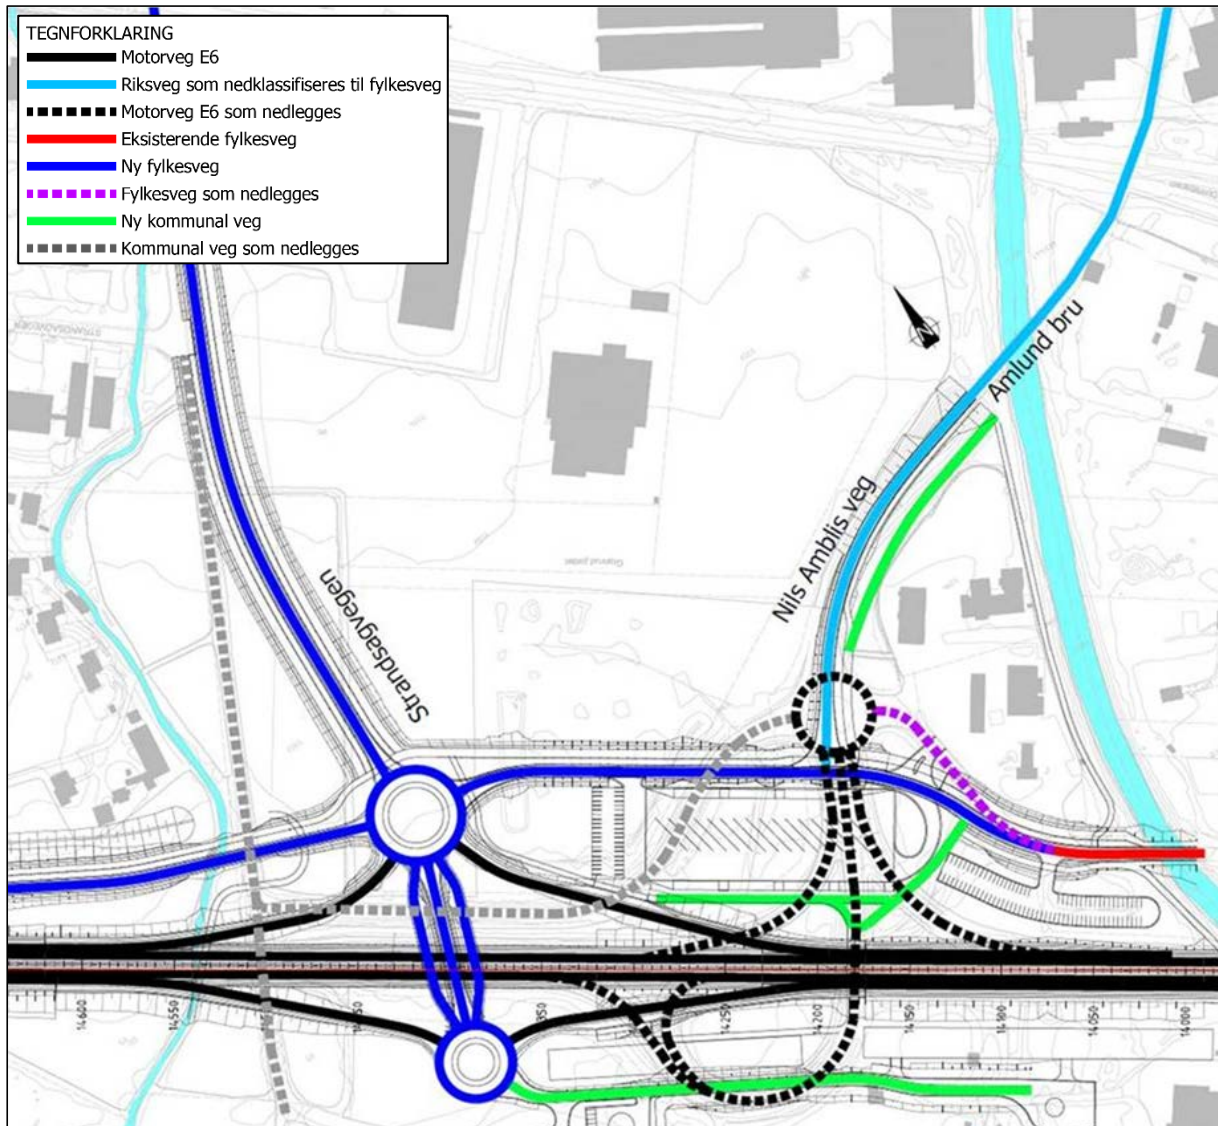 TEGNFORKLARING
Motorveg E6
Riksveg som nedklassifiseres til fylkesveg
Motorveg E6 som nedlegges
Eksisterende fylkesveg
Ny fylkesveg
Fylkesveg som nedlegges
Ny kommunal veg
Kommunal veg som nedlegges
STRANDSAGVEGEN
N
Amlund bru
Nils Amblis veg
Strandsagvegen
14600
14550
14250
14200
14150
14050
14000